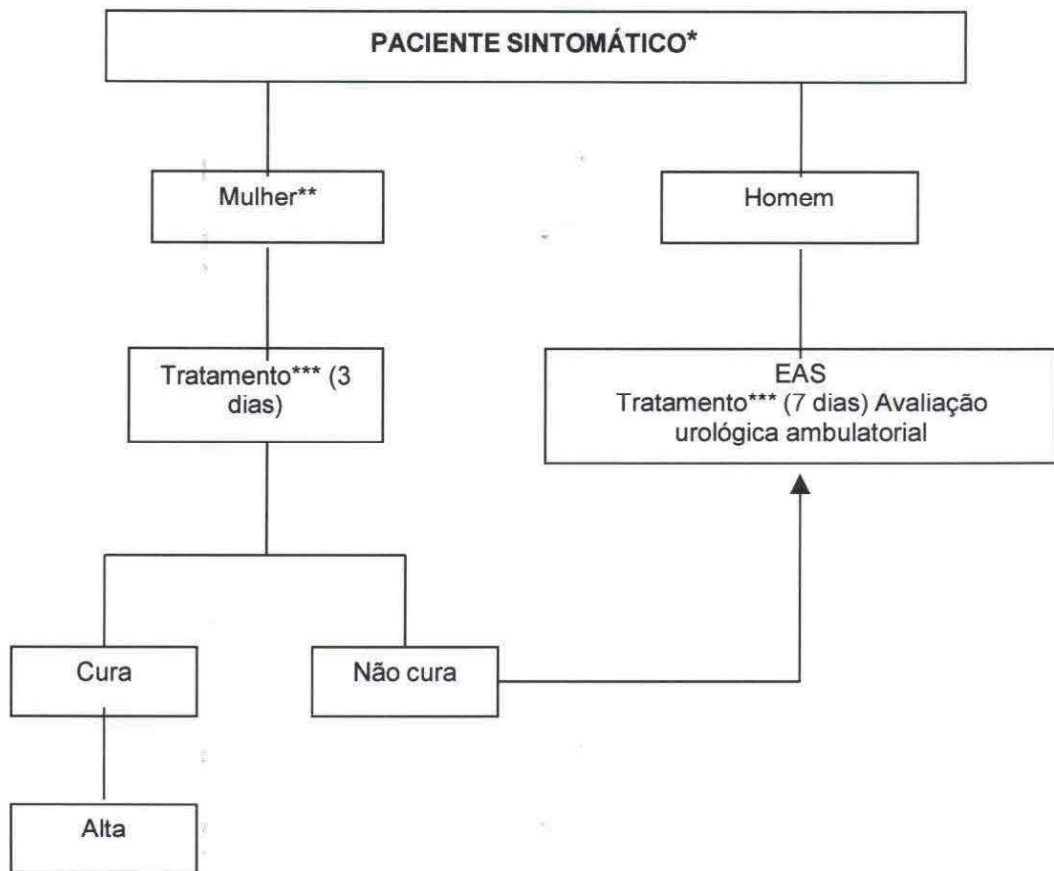 PACIENTE SINTOMÁTICO*
Mulher**
Homem
Tratamento*** (3
dias)
EAS
Tratamento*** (7 dias) Avaliação
urológica ambulatorial
Cura
Não cura
Alta